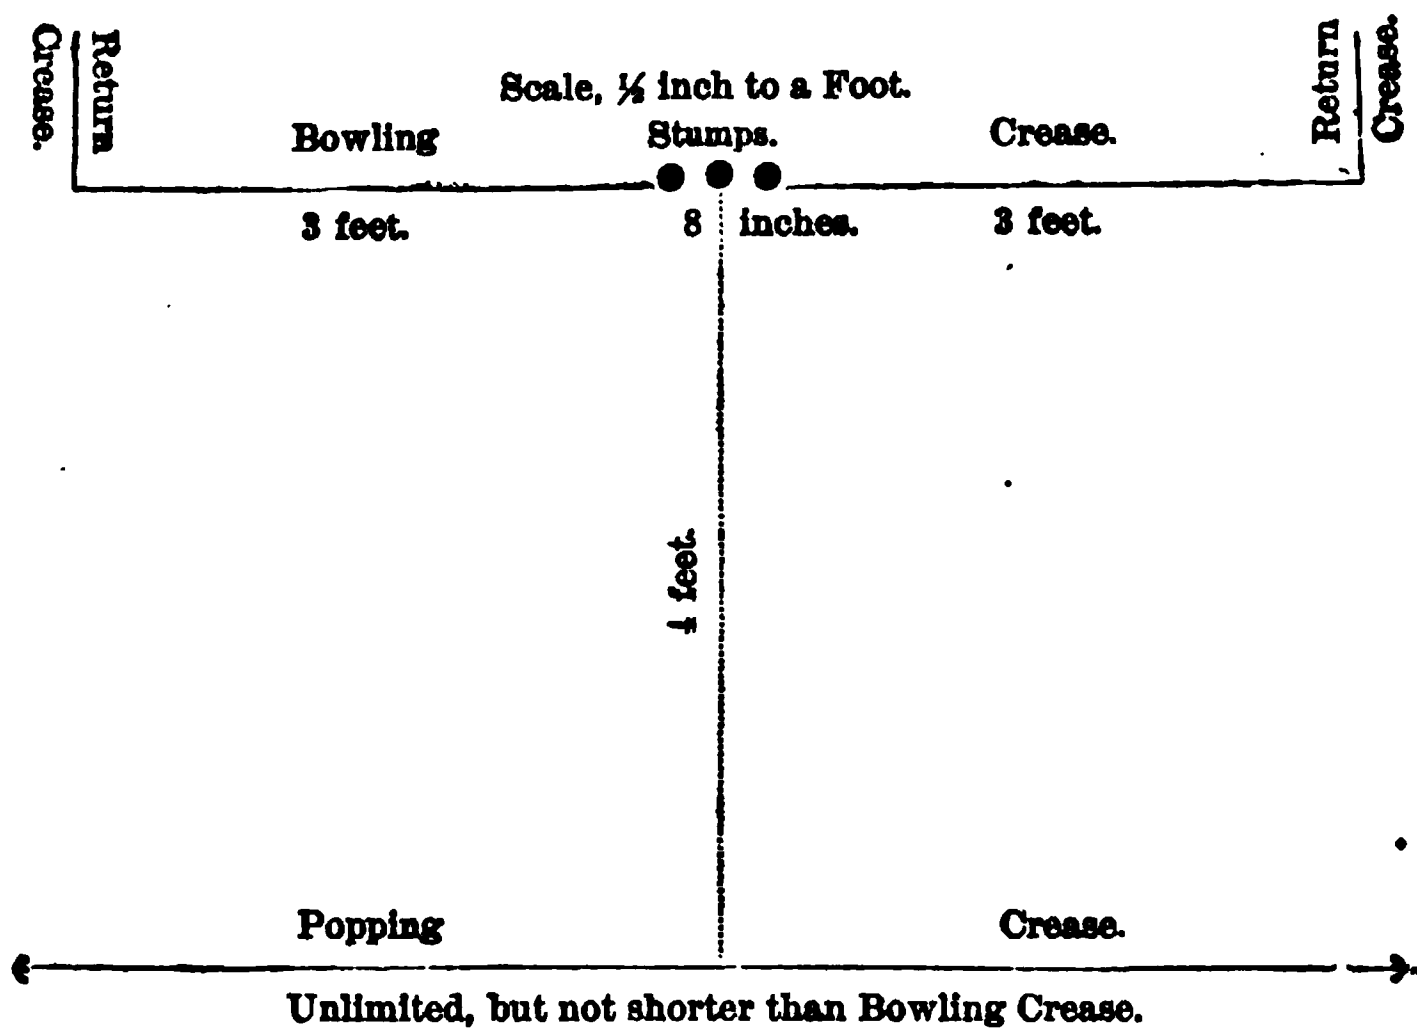 Return
Crease.
Return
Crease.
Scale, ½ inch to a Foot.
Bowling Stumps. Crease.
3 feet. 8 inches. 3 feet.
4 feet.
Popping Crease.
Unlimited, but not shorter than Bowling Crease.